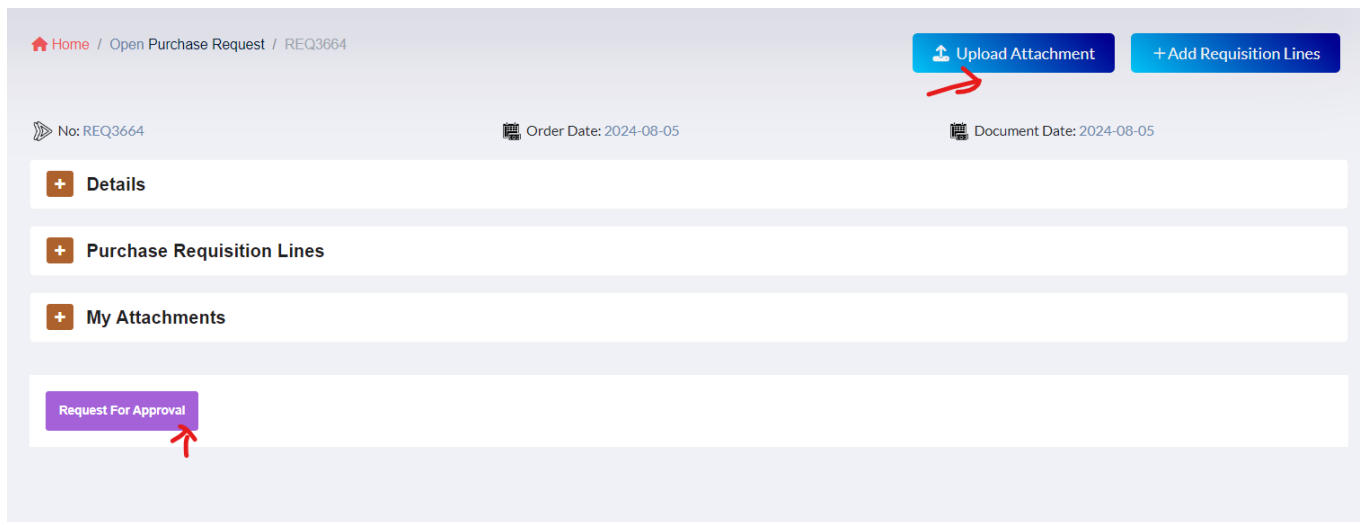 Home / Open Purchase Request / REQ3664
Upload Attachment
+Add Requisition Lines
No: REQ3664
Order Date: 2024-08-05
Document Date: 2024-08-05
+ Details
+ Purchase Requisition Lines
+ My Attachments
Request For Approval